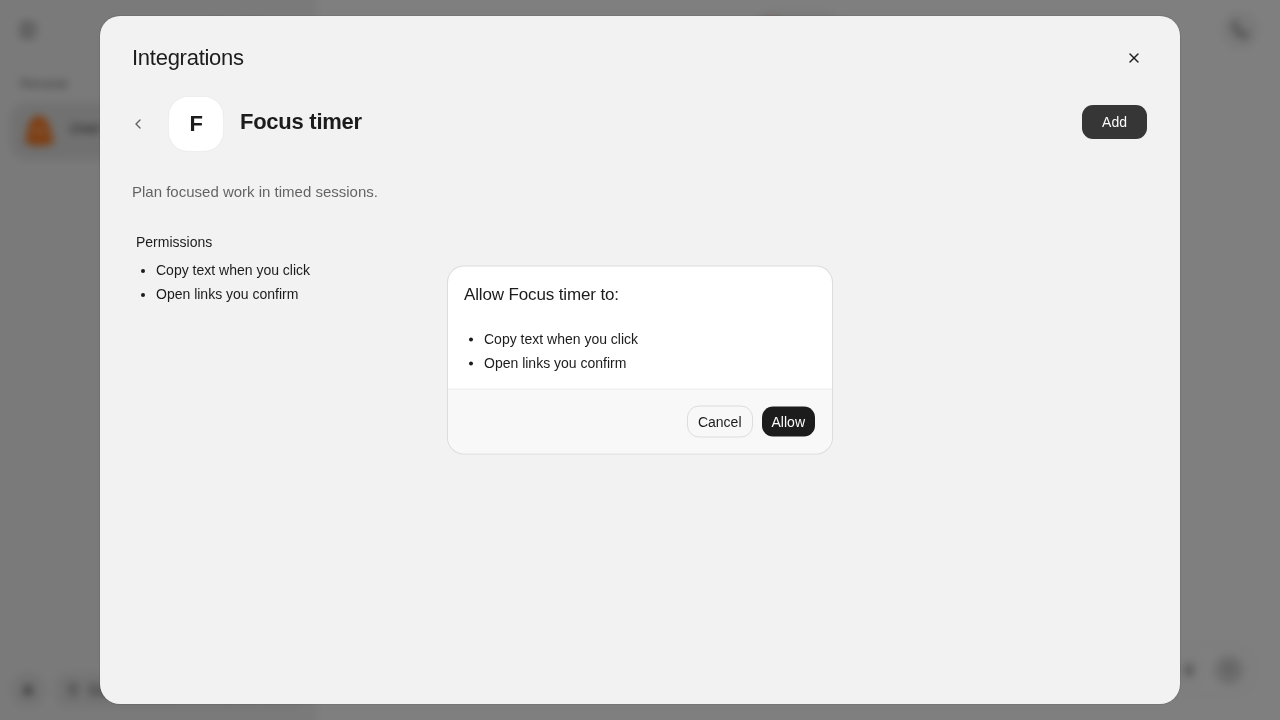 Integrations
F
Focus timer
Add
Plan focused work in timed sessions.
Permissions
Copy text when you click
Open links you confirm
Allow Focus timer to:
Copy text when you click
Open links you confirm
Cancel
Allow